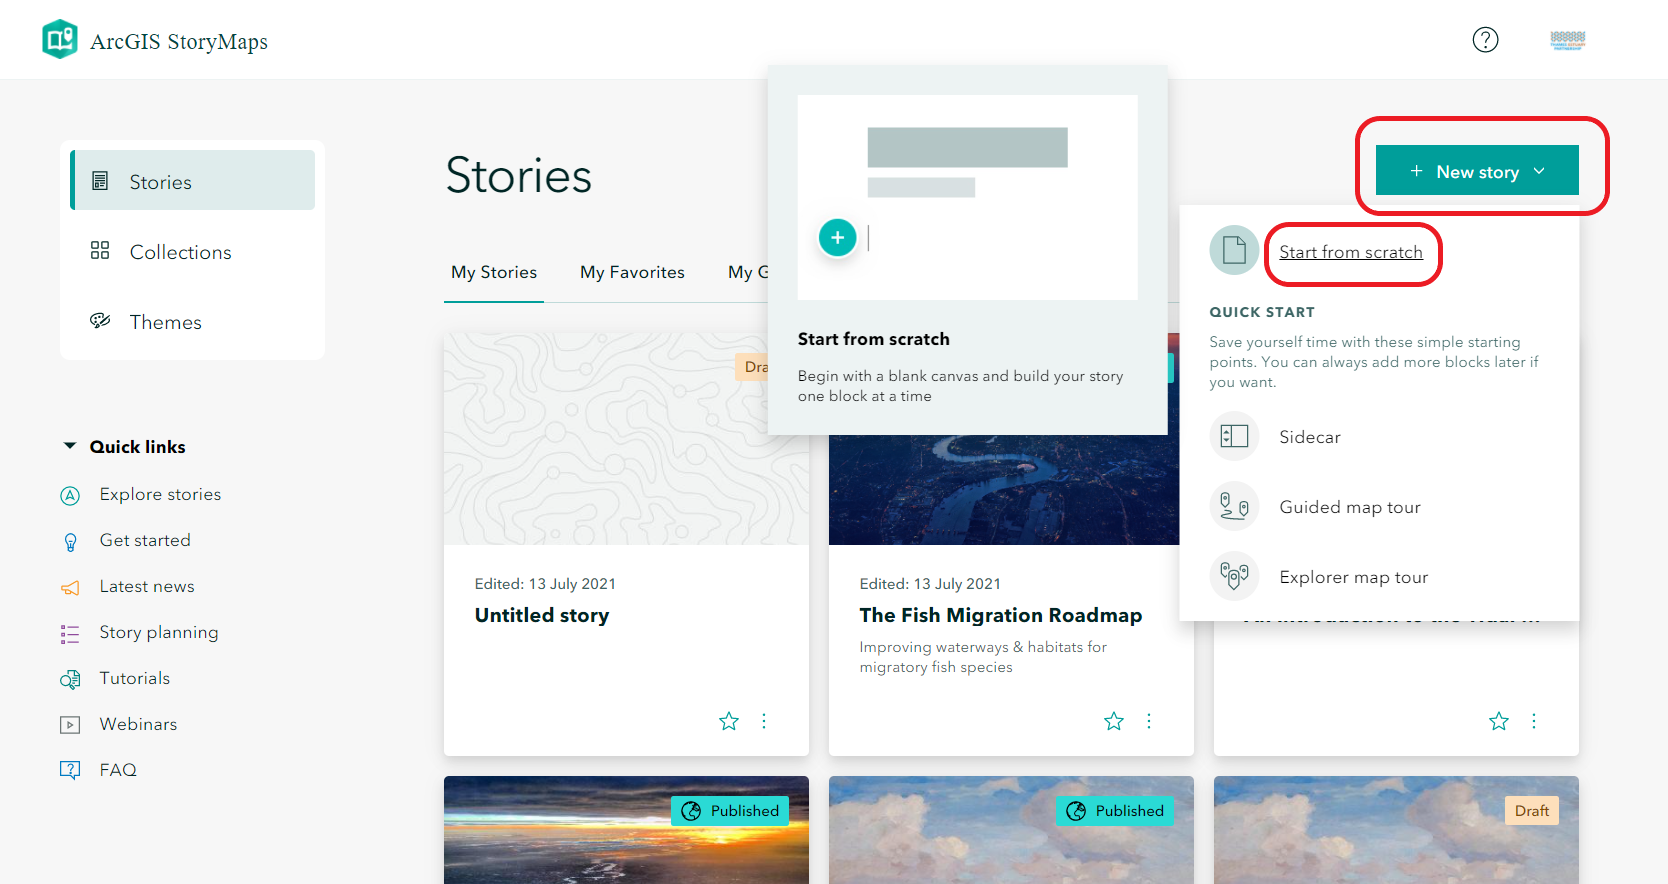 ArcGIS StoryMaps
Stories
Collections
Themes
Quick links
Explore stories
Get started
Latest news
Story planning
Tutorials
Webinars
FAQ
Stories
My Stories
My Favorites
My G
+ New story
Start from scratch
Begin with a blank canvas and build your story
one block at a time
Start from scratch
QUICK START
Save yourself time with these simple starting
points. You can always add more blocks later if
you want.
Sidecar
Guided map tour
Explorer map tour
Dra
Edited: 13 July 2021
Untitled story
Edited: 13 July 2021
The Fish Migration Roadmap
Improving waterways & habitats for
migratory fish species
Published
Published
Draft